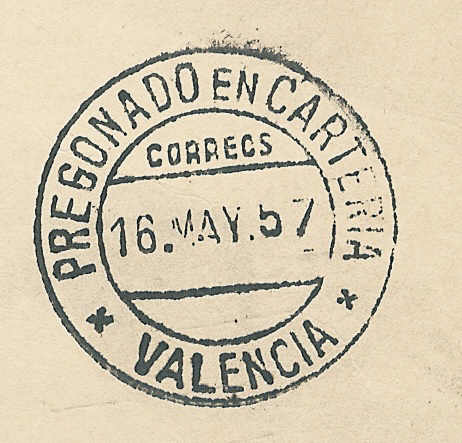 PREGONADO EN CARTERIA
CORREOS
16.MAY.57
* VALENCIA *